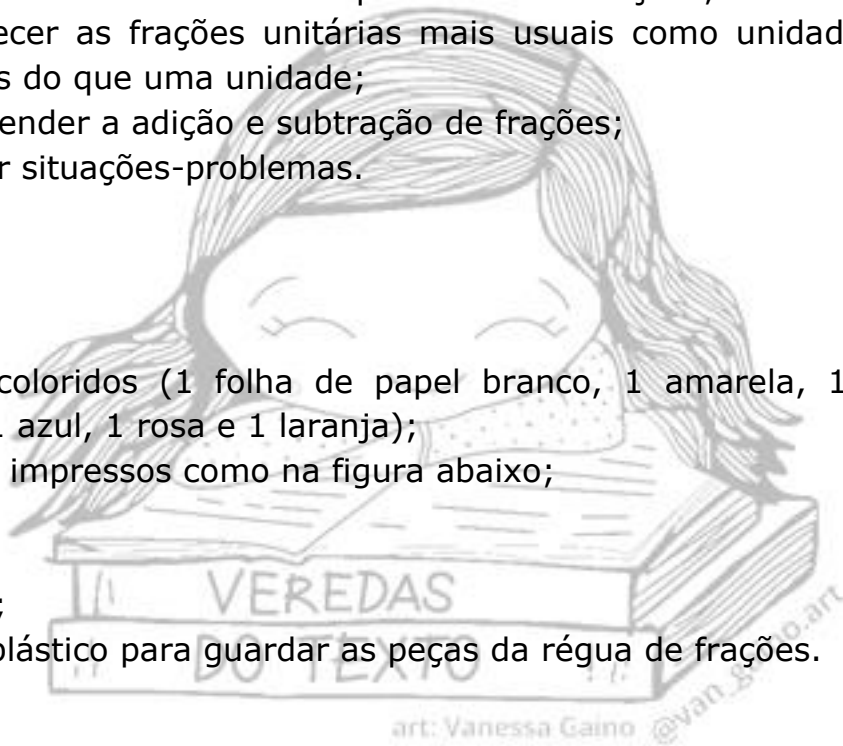 ecer as frações unitárias mais usuais como unidad
s do que uma unidade;
ender a adição e subtração de frações;
r situações-problemas.
coloridos (1 folha de papel branco, 1 amarela, 1
1 azul, 1 rosa e 1 laranja);
impressos como na figura abaixo;
;
plástico para guardar as peças da régua de frações.
VEREDAS
DO TEXTO
art: Vanessa Gaino